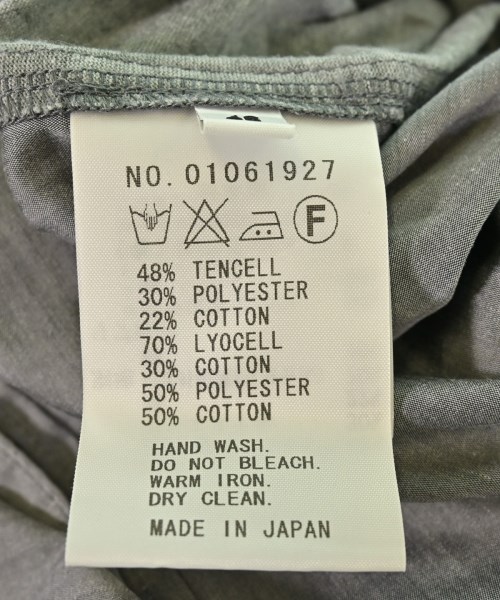 NO. 01061927
F
48% TENCELL
30% POLYESTER
22% COTTON
70% LYOCELL
30% COTTON
50% POLYESTER
50% COTTON
HAND WASH.
DO NOT BLEACH.
WARM IRON.
DRY CLEAN.
MADE IN JAPAN